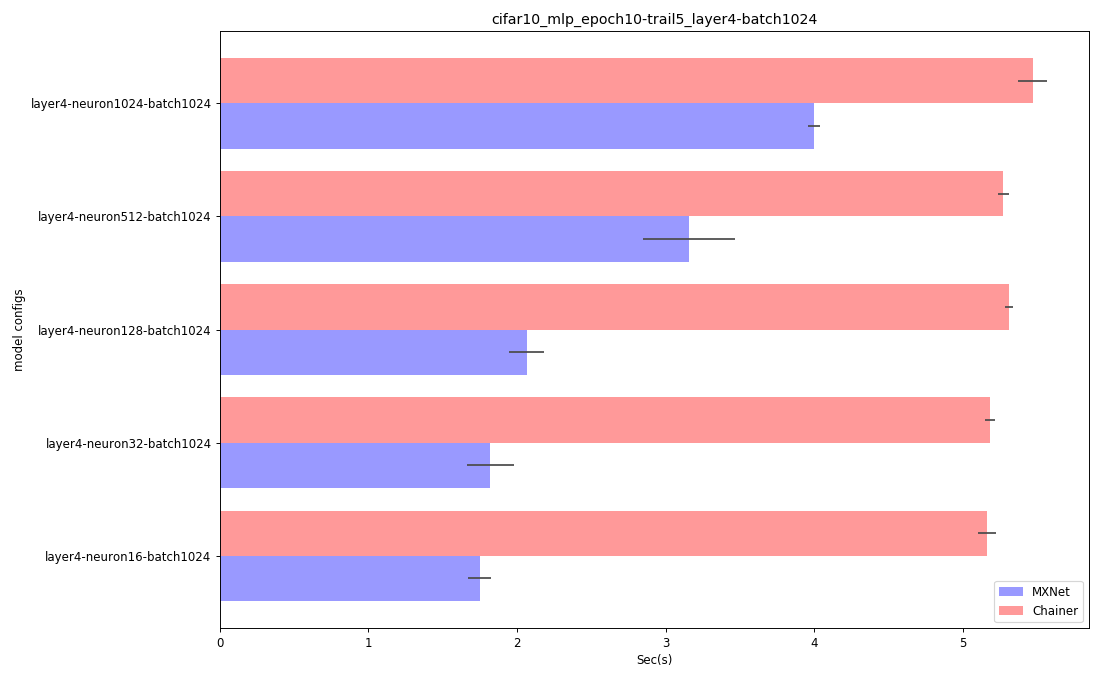 cifar10_mlp_epoch10-trail5_layer4-batch1024
model configs
layer4-neuron1024-batch1024
layer4-neuron512-batch1024
layer4-neuron128-batch1024
layer4-neuron32-batch1024
layer4-neuron16-batch1024
MXNet
Chainer
0 1 2 3 4 5
Sec(s)